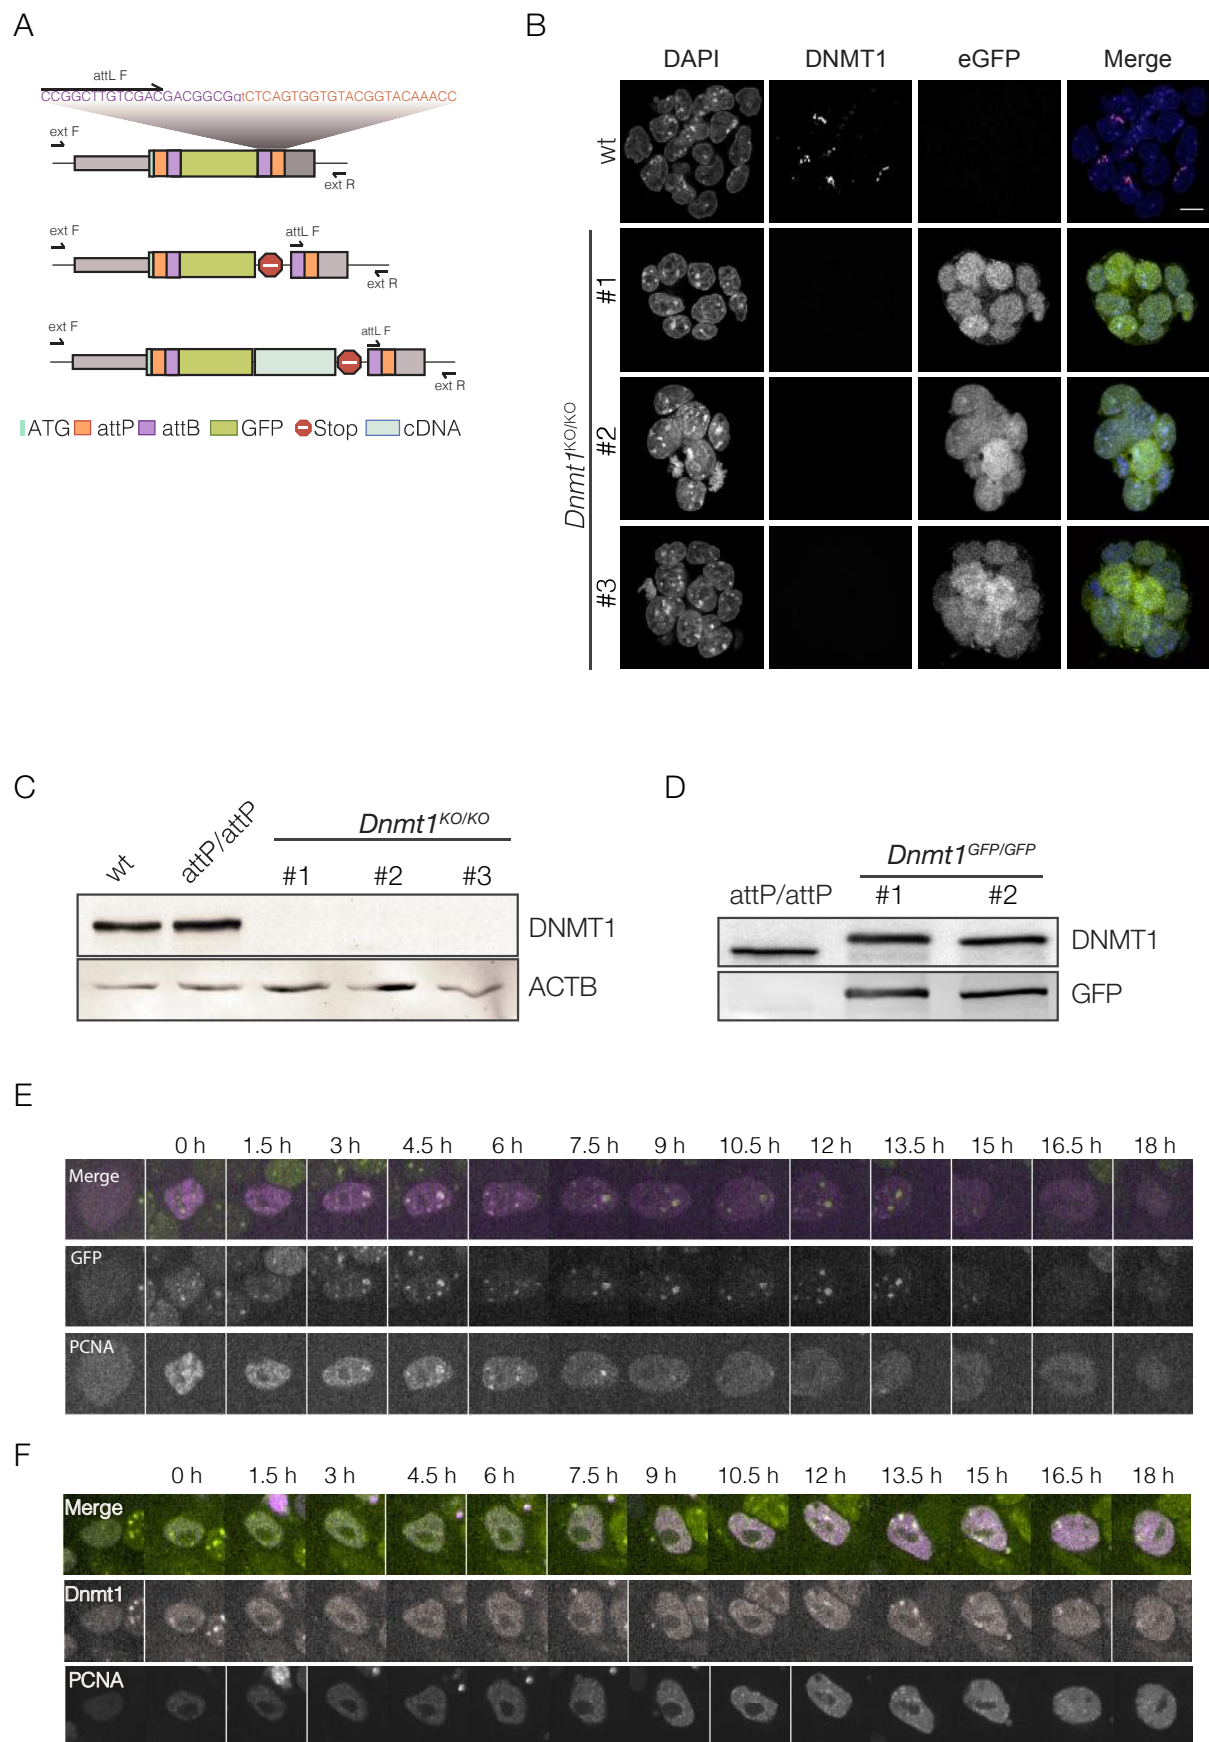 A
attL F
CCGGCTTGTCGACGACGGCGgtCTCAGTGGTGTACGGTACAAACC
ext F
ext R
ext F
attL F
ext R
ext F
attL F
ext R
ATG attP attB GFP Stop cDNA
B
DAPI DNMT1 eGFP Merge
wt
Dnmt1KO/KO
#1
#2
#3
C
wt attP/attP Dnmt1KO/KO
#1 #2 #3
DNMT1
ACTB
D
Dnmt1GFP/GFP
attP/attP #1 #2
DNMT1
GFP
E
0 h 1.5 h 3 h 4.5 h 6 h 7.5 h 9 h 10.5 h 12 h 13.5 h 15 h 16.5 h 18 h
Merge
GFP
PCNA
F
0 h 1.5 h 3 h 4.5 h 6 h 7.5 h 9 h 10.5 h 12 h 13.5 h 15 h 16.5 h 18 h
Merge
Dnmt1
PCNA